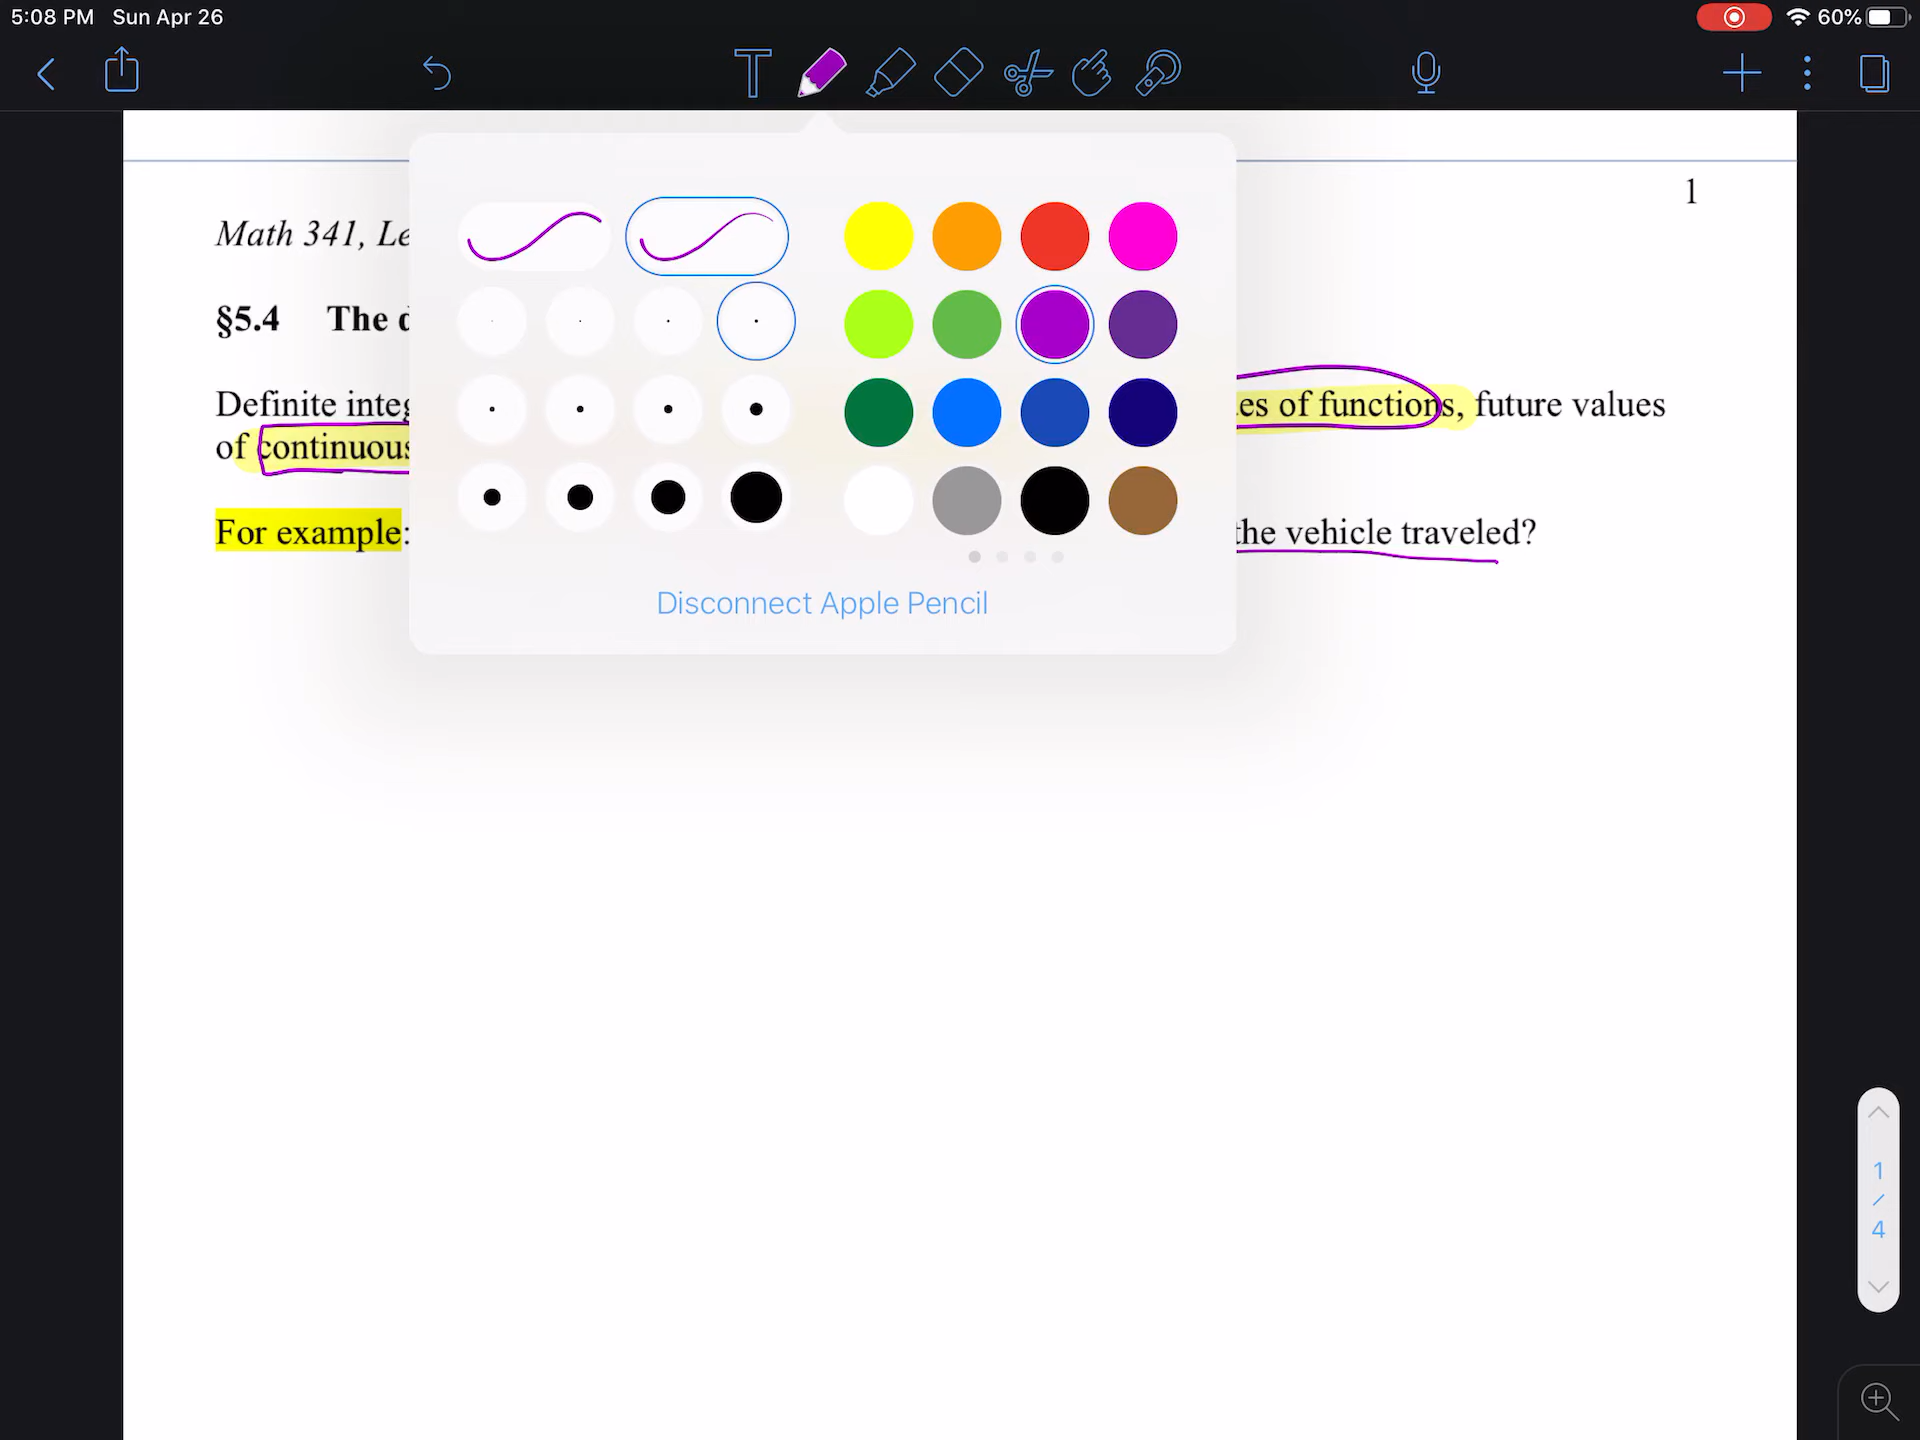 5:08 PM Sun Apr 26
60%
1
Math 341, Le
§5.4 The d
Definite integ
es of functions, future values
of continuous
For example:
the vehicle traveled?
Disconnect Apple Pencil
1
/
4